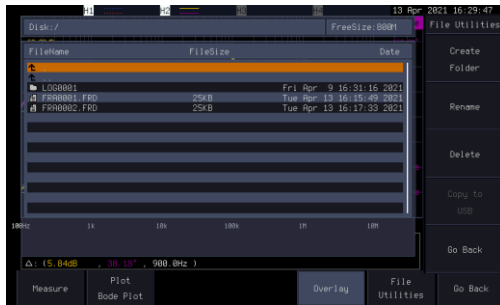 H1 H2 13 Apr 2021 16:29:47
Disk:/ FreeSize:800M File Utilities
FileName FileSize Date
.
..
LOG0001 Fri Apr 9 16:31:16 2021
FRA0001.FRD 25KB Tue Apr 13 16:15:49 2021
FRA0002.FRD 25KB Tue Apr 13 16:17:33 2021
Create
Folder
Rename
Delete
Copy to
USB
Go Back
100Hz 1k 10k 100k 1M 10M
△: (5.04dB , 38.18° , 900.0Hz )
Measure Plot
Bode Plot Overlay File
Utilities Go Back